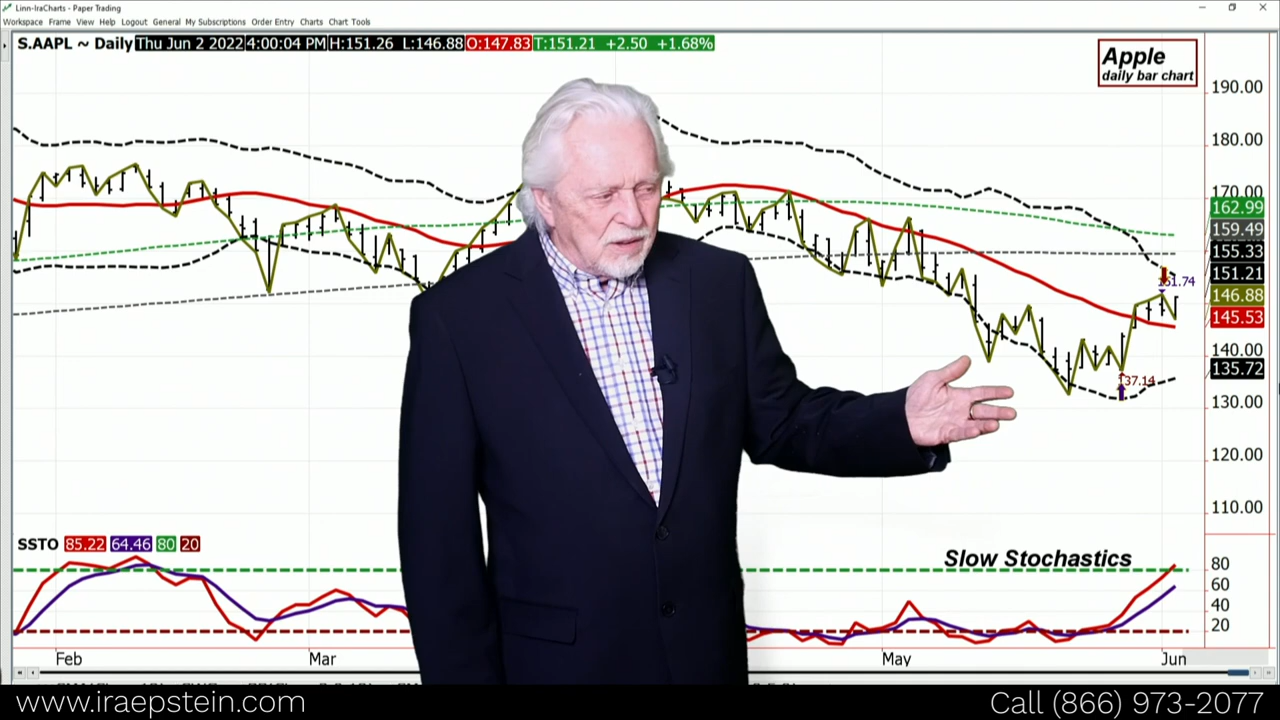 Linn-IraCharts - Paper Trading
Workspace Frame View Help Logout General My Subscriptions Order Entry Charts Chart Tools
S.AAPL ~ Daily Thu Jun 2 2022 4:00:04 PM H:151.26 L:146.88 O:147.83 T:151.21 +2.50 +1.68%
Apple
daily bar chart
190.00
180.00
170.00
162.99
159.49
155.33
151.21
146.88
145.53
140.00
135.72
130.00
120.00
110.00
137.14
SSTO 85.22 64.46 80 20
Slow Stochastics
80
60
40
20
Feb Mar May Jun
www.iraepstein.com
Call (866) 973-2077